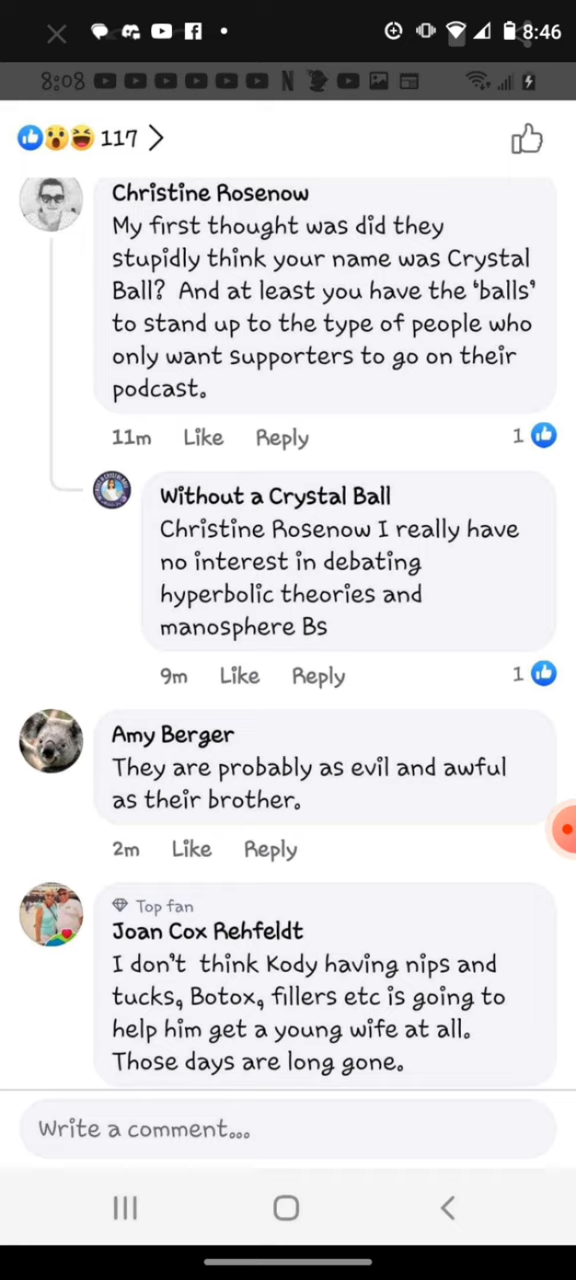 8:46
8:08
117
Christine Rosenow
My first thought was did they
stupidly think your name was Crystal
Ball? And at least you have the 'balls'
to stand up to the type of people who
only want supporters to go on their
podcast.
11m Like Reply 1
Without a Crystal Ball
Christine Rosenow I really have
no interest in debating
hyperbolic theories and
manosphere Bs
9m Like Reply 1
Amy Berger
They are probably as evil and awful
as their brother.
2m Like Reply
Top fan
Joan Cox Rehfeldt
I don't think Kody having nips and
tucks, Botox, fillers etc is going to
help him get a young wife at all.
Those days are long gone.
Write a comment...